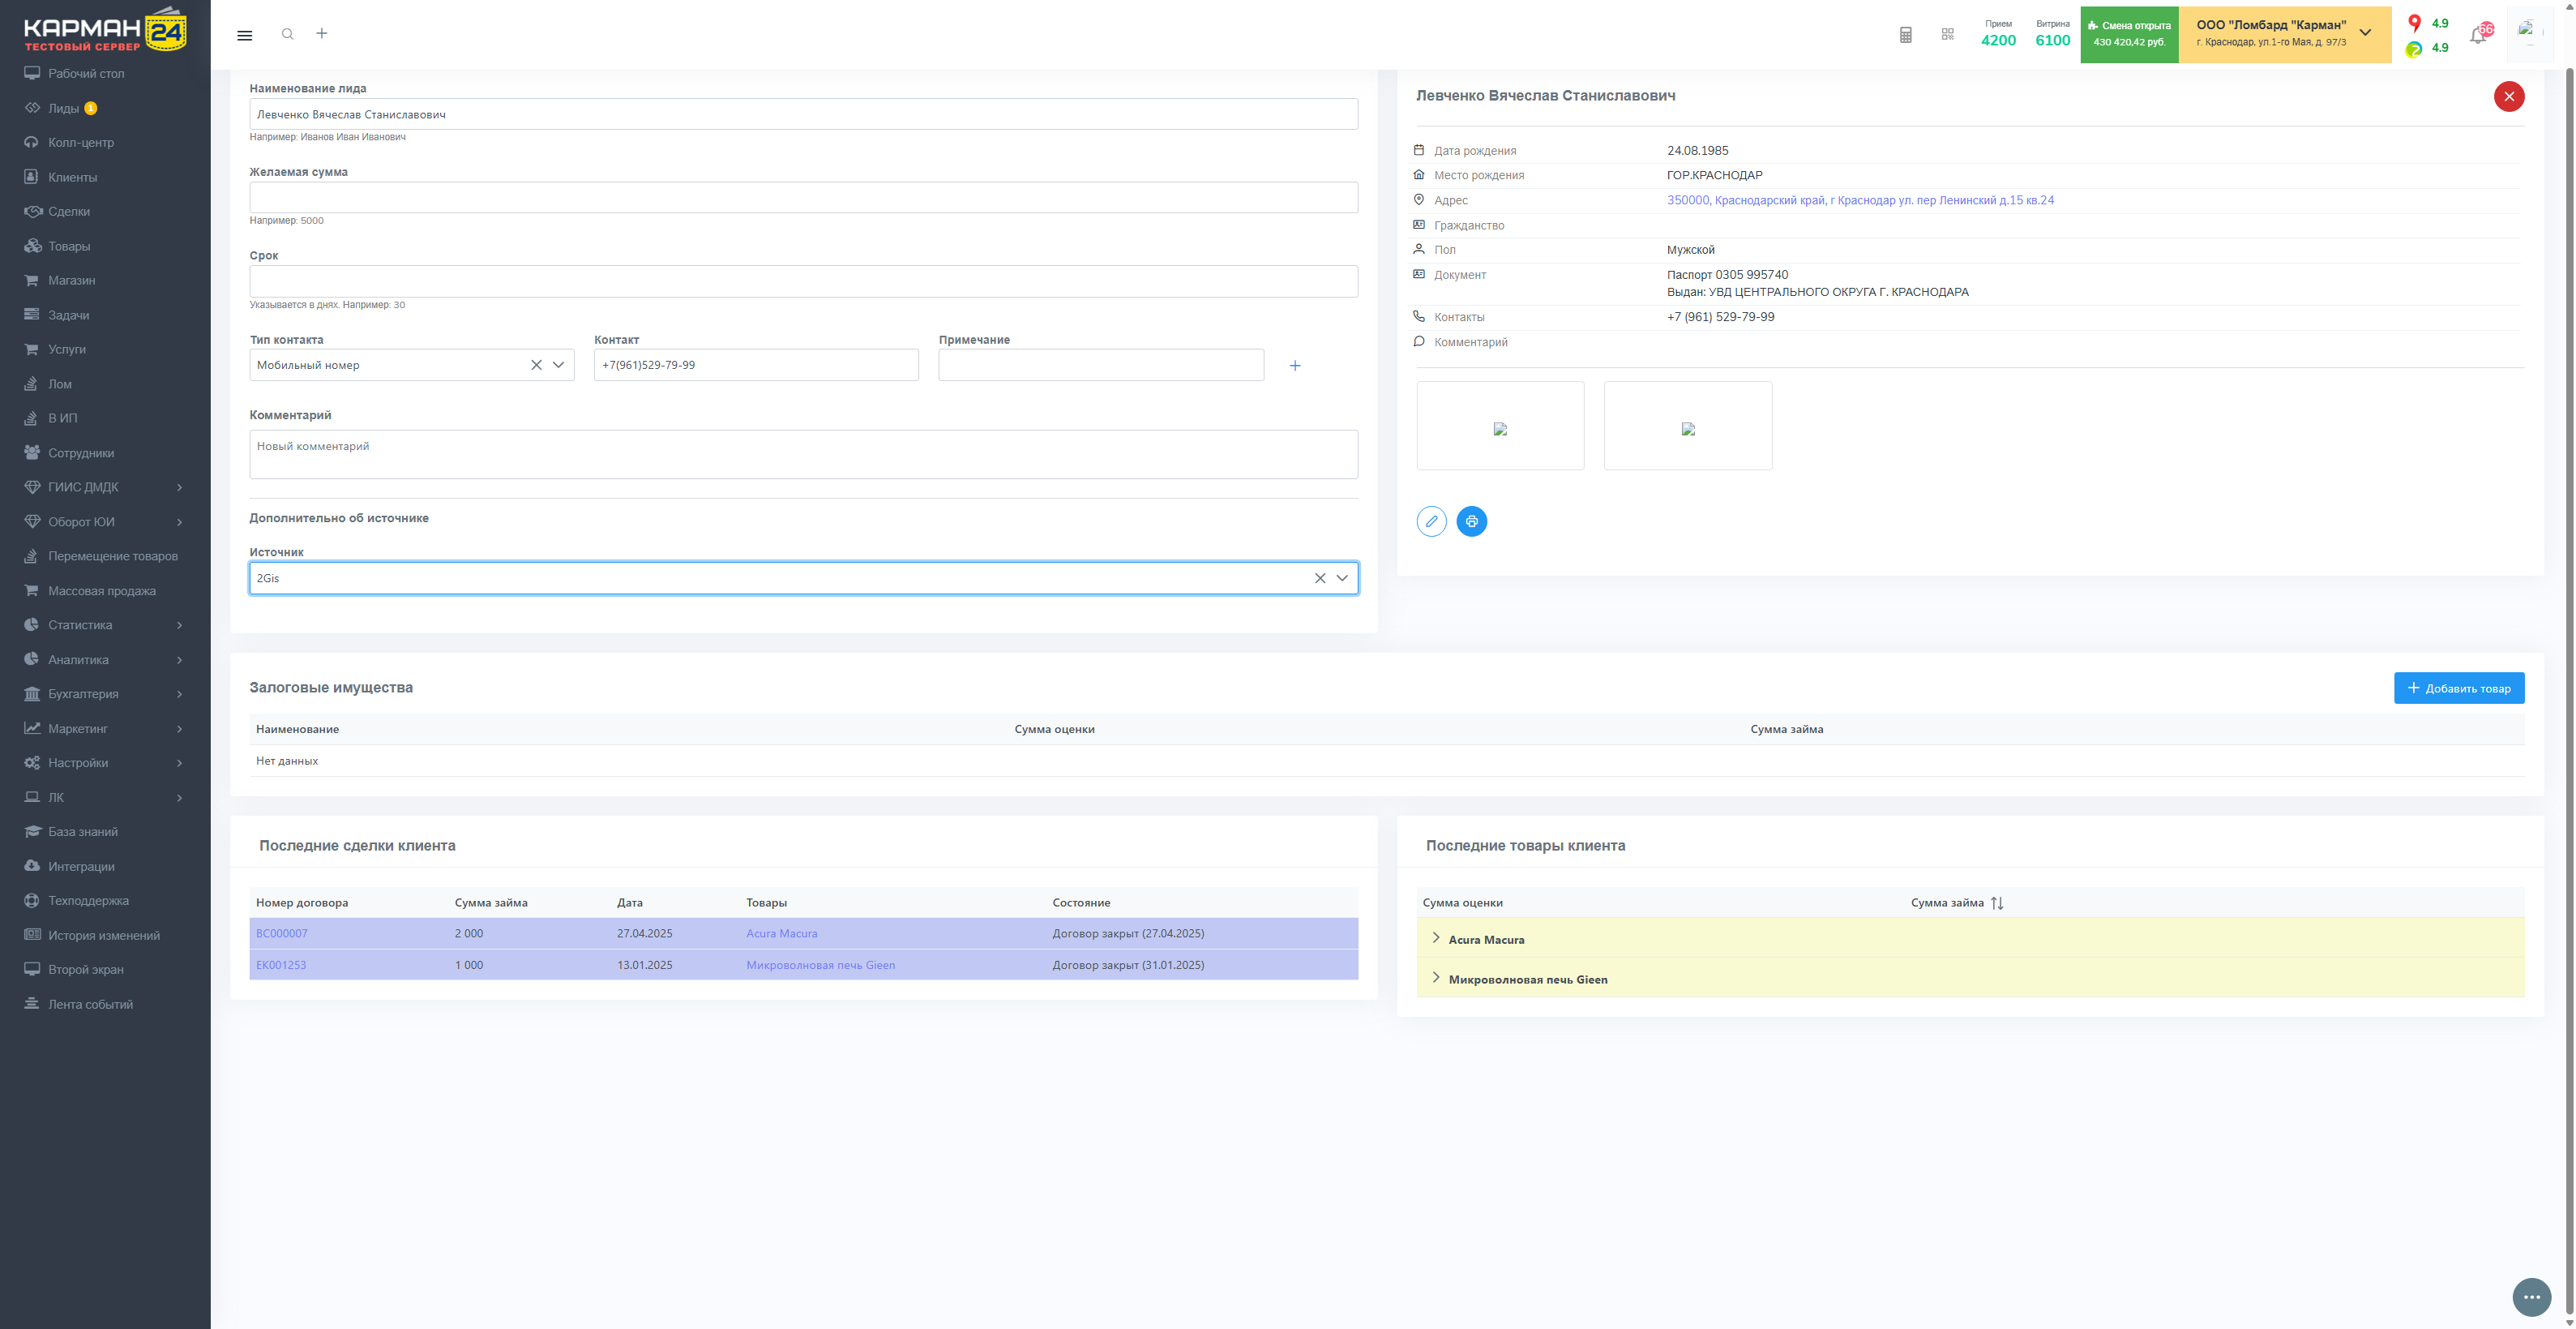 КАРМАН 24
ТЕСТОВЫЙ СЕРВЕР
Рабочий стол
Лиды 1
Колл-центр
Клиенты
Сделки
Товары
Магазин
Задачи
Услуги
Лом
В ИП
Сотрудники
ГИИС ДМДК
Оборот ЮИ
Перемещение товаров
Массовая продажа
Статистика
Аналитика
Бухгалтерия
Маркетинг
Настройки
ЛК
База знаний
Интеграции
Техподдержка
История изменений
Второй экран
Лента событий
Прием
4200
Витрина
6100
Смена открыта
430 420,42 руб.
ООО "Ломбард "Карман"
г. Краснодар, ул.1-го Мая, д. 97/3
4.9
4.9
Наименование лида
Левченко Вячеслав Станиславович
Например: Иванов Иван Иванович
Желаемая сумма
Например: 5000
Срок
Указывается в днях. Например: 30
Тип контакта Контакт Примечание
Мобильный номер +7(961)529-79-99
Комментарий
Новый комментарий
Дополнительно об источнике
Источник
2Gis
Левченко Вячеслав Станиславович
Дата рождения 24.08.1985
Место рождения ГОР.КРАСНОДАР
Адрес 350000, Краснодарский край, г Краснодар ул. пер Ленинский д.15 кв.24
Гражданство
Пол Мужской
Документ Паспорт 0305 995740
Выдан: УВД ЦЕНТРАЛЬНОГО ОКРУГА Г. КРАСНОДАРА
Контакты +7 (961) 529-79-99
Комментарий
Залоговые имущества
Добавить товар
Наименование Сумма оценки Сумма займа
Нет данных
Последние сделки клиента
Номер договора Сумма займа Дата Товары Состояние
ВС000007 2 000 27.04.2025 Acura Macura Договор закрыт (27.04.2025)
ЕК001253 1 000 13.01.2025 Микроволновая печь Gieen Договор закрыт (31.01.2025)
Последние товары клиента
Сумма оценки Сумма займа
Acura Macura
Микроволновая печь Gieen